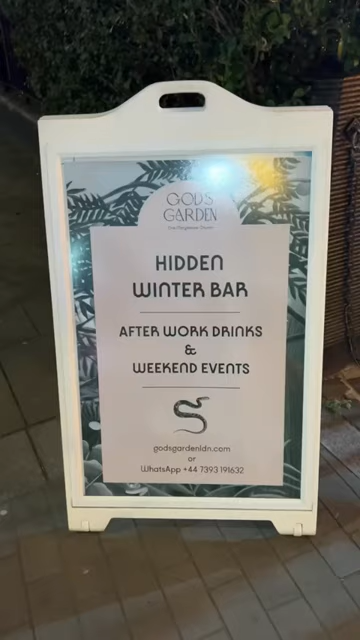 GOD'S
GARDEN
HIDDEN
WINTER BAR
AFTER WORK DRINKS
&
WEEKEND EVENTS
godsgardenldn.com
or
WhatsApp +44 7393 191632